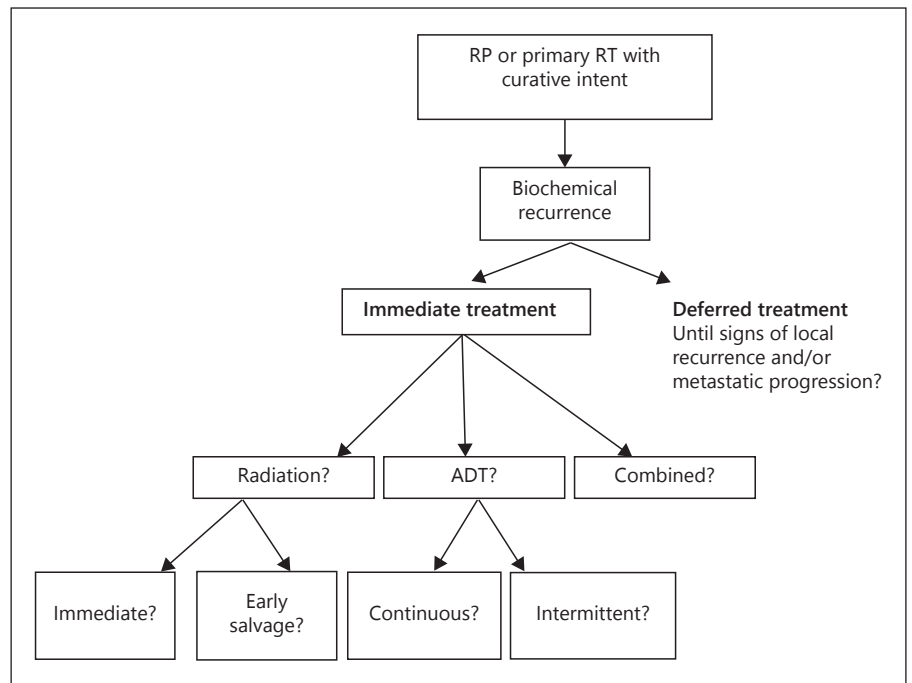 RP or primary RT with
curative intent
Biochemical
recurrence
Immediate treatment
Deferred treatment
Until signs of local
recurrence and/or
metastatic progression?
Radiation?
ADT?
Combined?
Immediate?
Early
salvage?
Continuous?
Intermittent?